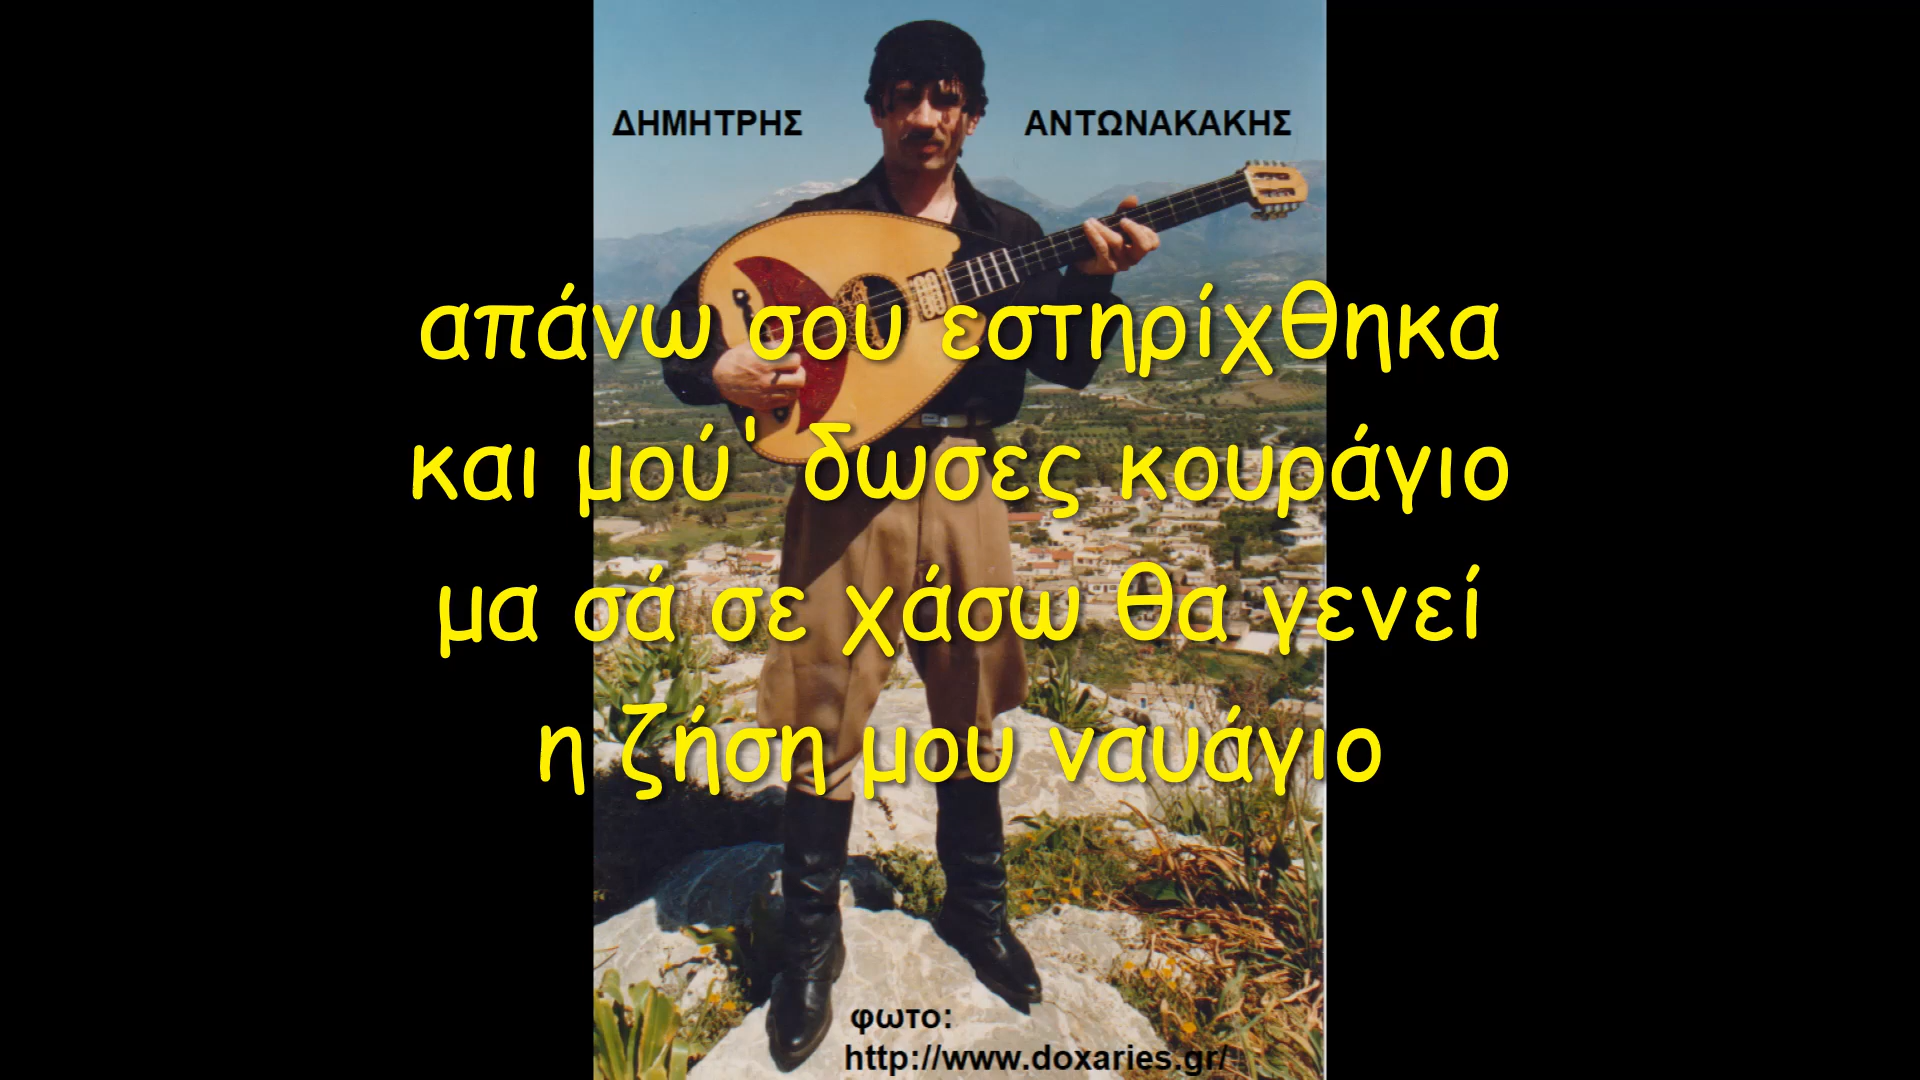 ΔΗΜΗΤΡΗΣ ΑΝΤΩΝΑΚΑΚΗΣ
απάνω σου εστηρίχθηκα
και μού' δωσες κουράγιο
μα σά σε χάσω θα γενεί
η ζήση μου ναυάγιο
φωτο:
http://www.doxaries.gr/